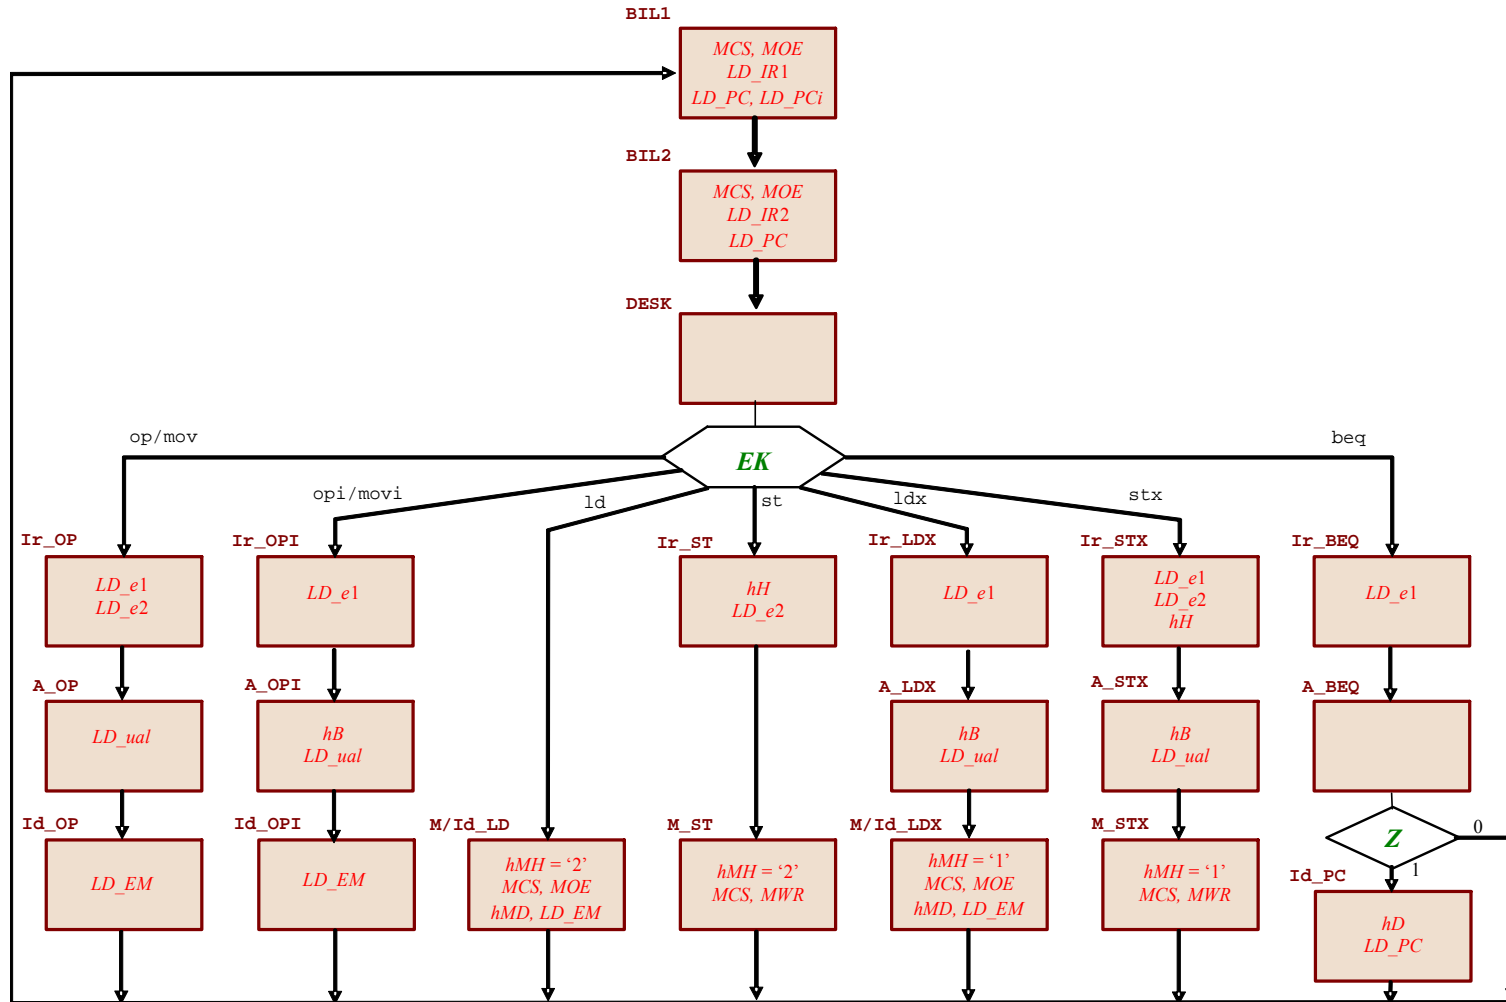 BIL1
MCS, MOE
LD_IR1
LD_PC, LD_PCi
BIL2
MCS, MOE
LD_IR2
LD_PC
DESK
EK
op/mov
opi/movi
ld
st
ldx
stx
beq
Ir_OP
LD_e1
LD_e2
Ir_OPI
LD_e1
Ir_ST
hH
LD_e2
Ir_LDX
LD_e1
Ir_STX
LD_e1
LD_e2
hH
Ir_BEQ
LD_e1
A_OP
LD_ual
A_OPI
hB
LD_ual
A_LDX
hB
LD_ual
A_STX
hB
LD_ual
A_BEQ
Z
0
1
Id_OP
LD_EM
Id_OPI
LD_EM
M/Id_LD
hMH = ‘2’
MCS, MOE
hMD, LD_EM
M_ST
hMH = ‘2’
MCS, MWR
M/Id_LDX
hMH = ‘1’
MCS, MOE
hMD, LD_EM
M_STX
hMH = ‘1’
MCS, MWR
Id_PC
hD
LD_PC